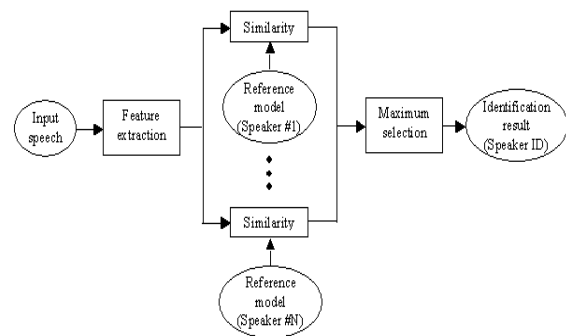 Similarity
Input
speech
Feature
extraction
Reference
model
(Speaker #1)
Maximum
selection
Identification
result
(Speaker ID)
Similarity
Reference
model
(Speaker #N)